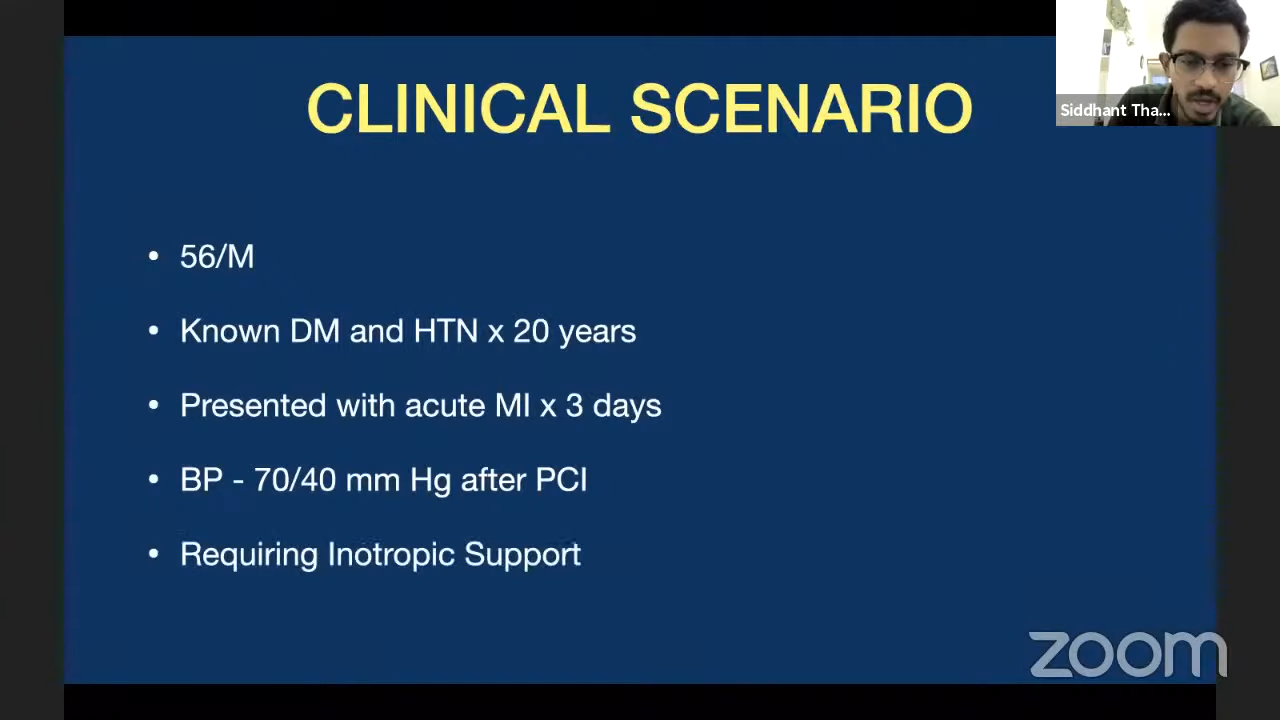 CLINICAL SCENARIO
Siddhant Tha...
• 56/M
• Known DM and HTN x 20 years
• Presented with acute MI x 3 days
• BP - 70/40 mm Hg after PCI
• Requiring Inotropic Support
zoom